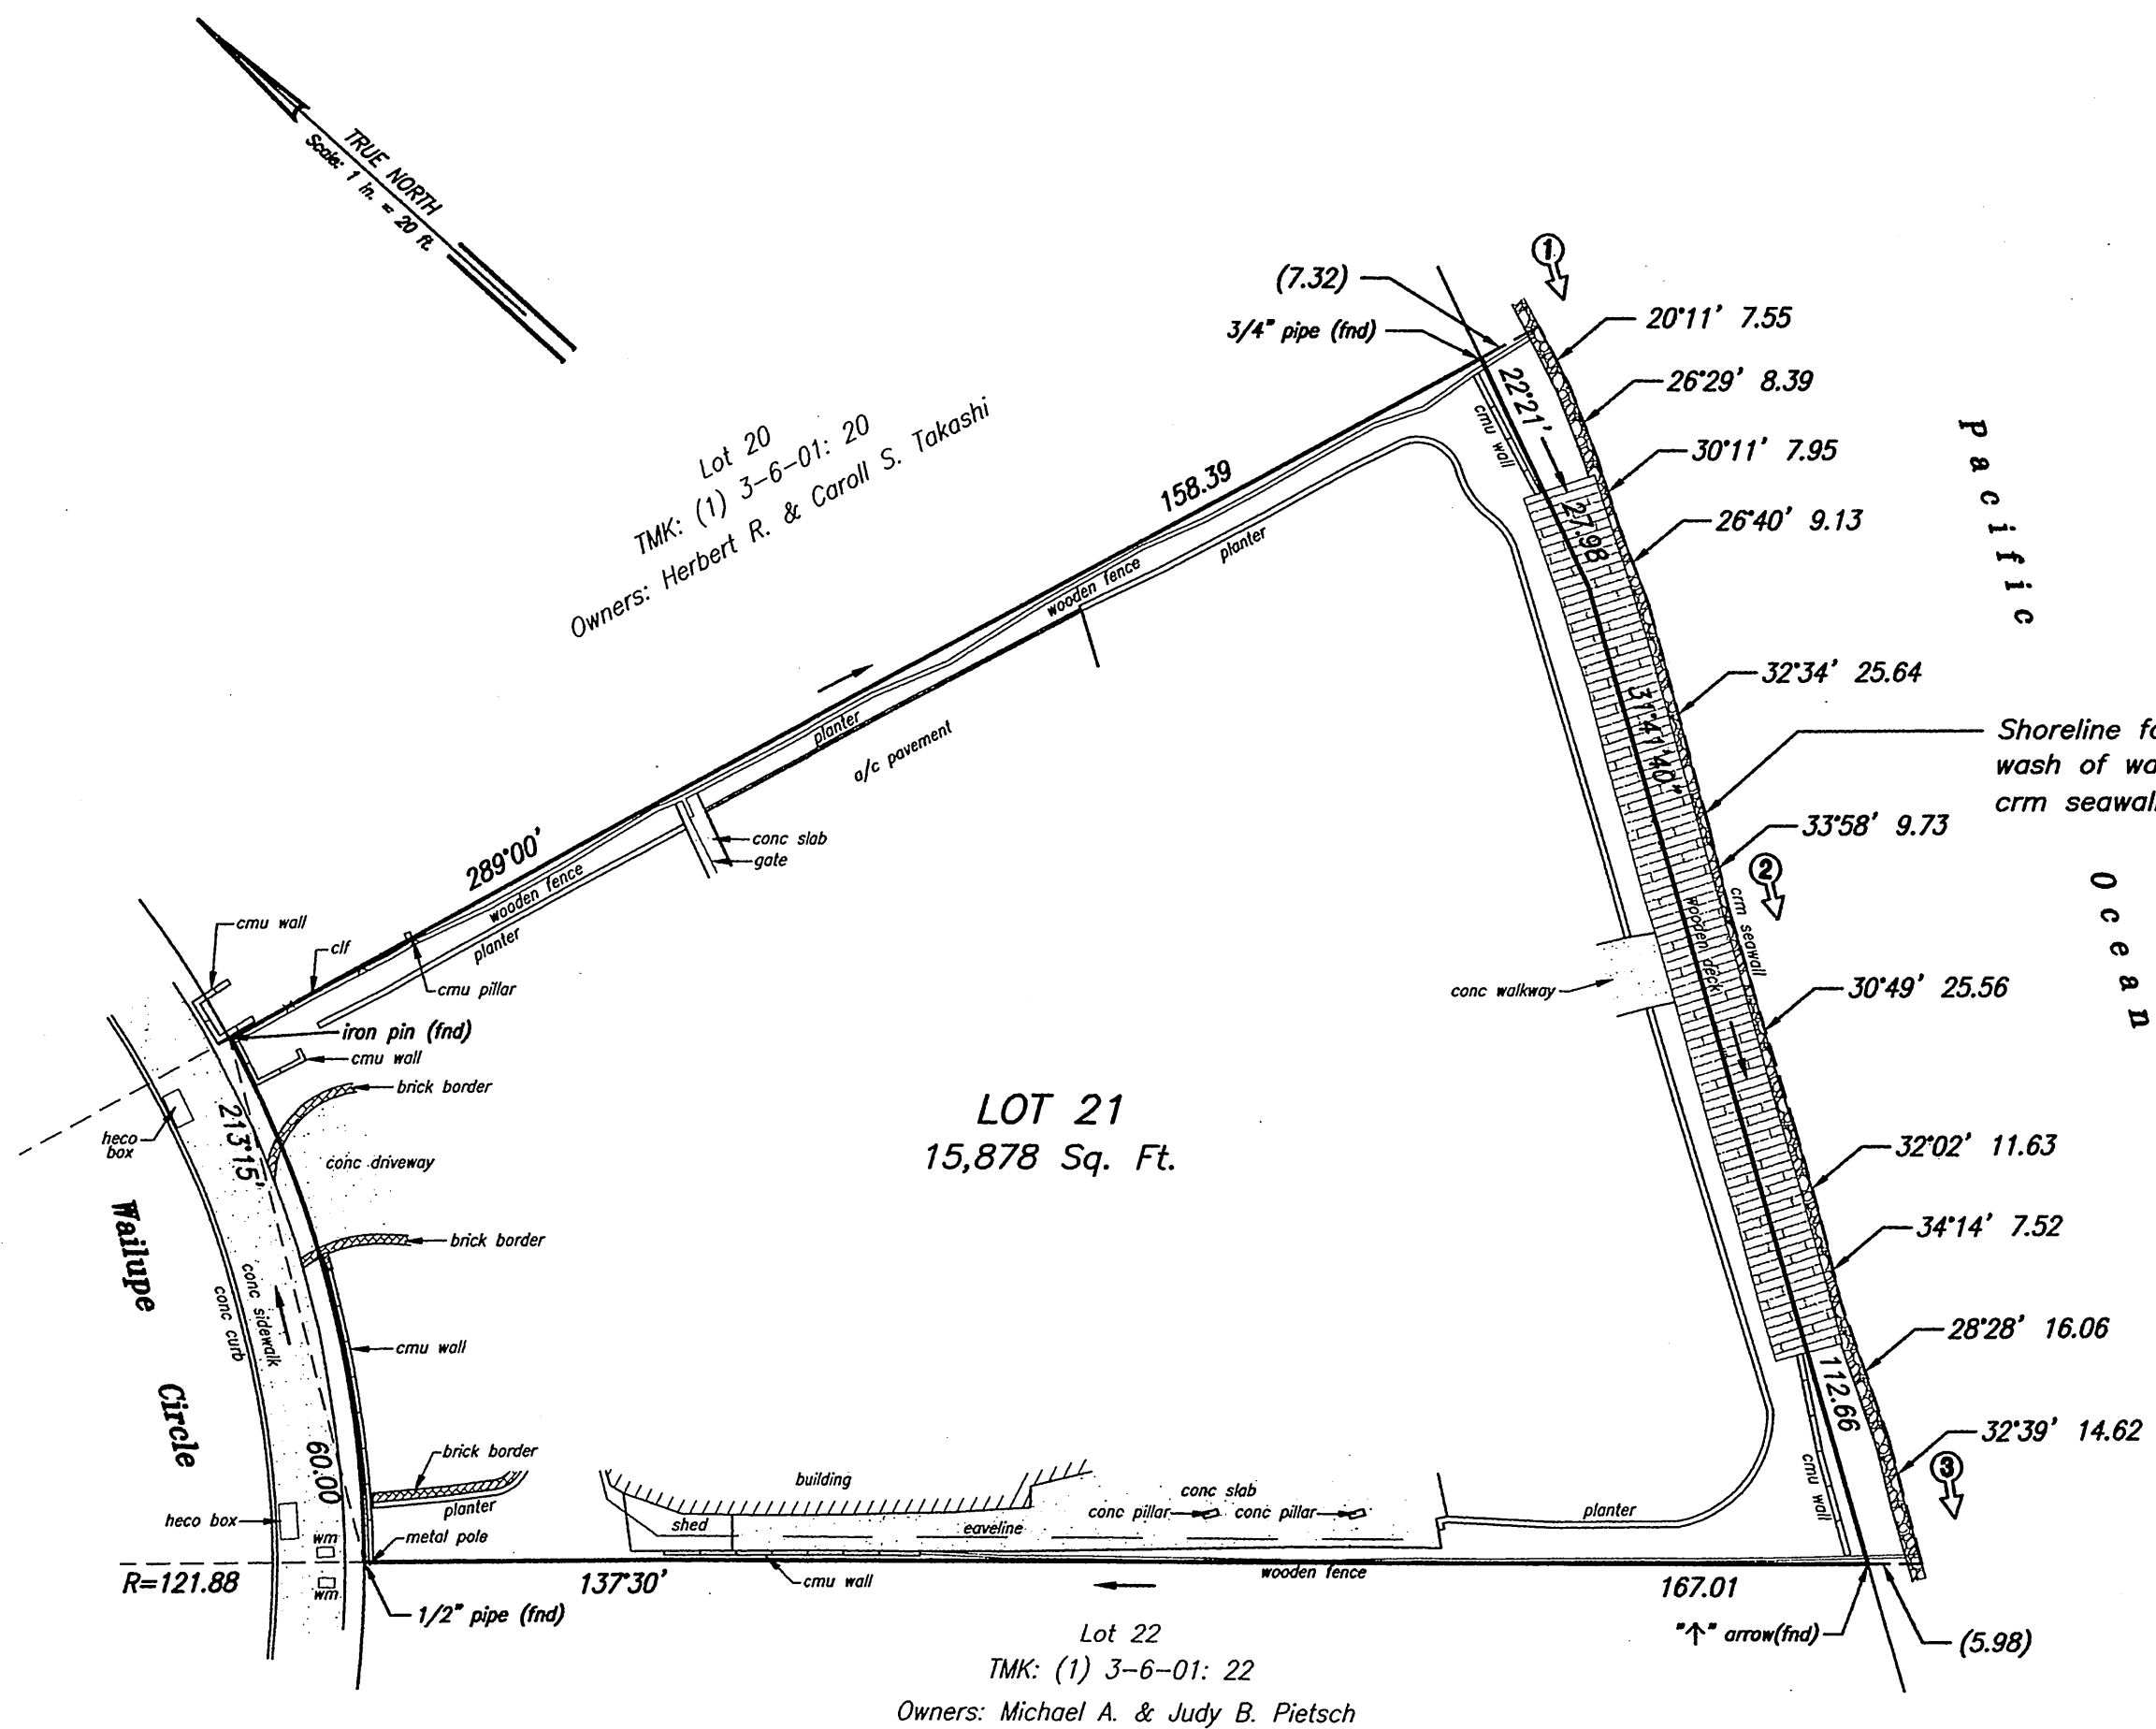 TRUE NORTH
Scale: 1 in. = 20 ft.
Lot 20
TMK: (1) 3-6-01: 20
Owners: Herbert R. & Caroll S. Takashi
(7.32)
3/4" pipe (fnd)
1
20°11' 7.55
26°29' 8.39
30°11' 7.95
26°40' 9.13
32°34' 25.64
Shoreline fo
wash of wa
crm seawal
33°58' 9.73
2
30°49' 25.56
32°02' 11.63
34°14' 7.52
28°28' 16.06
32°39' 14.62
3
Pacific
Ocean
22°21'
27.98
cmu wall
31°41'40"
wooden deck
crm seawall
conc walkway
112.66
cmu wall
158.39
planter
wooden fence
planter
a/c pavement
conc slab
gate
289°00'
wooden fence
planter
cmu wall
clf
cmu pillar
iron pin (fnd)
cmu wall
brick border
heco
box
213°15'
conc driveway
brick border
Wailupe
Circle
conc sidewalk
conc curb
cmu wall
60.00
LOT 21
15,878 Sq. Ft.
brick border
planter
heco box
wm
wm
metal pole
building
shed
eaveline
conc slab
conc pillar
conc pillar
planter
R=121.88
137°30'
cmu wall
wooden fence
167.01
1/2" pipe (fnd)
"↑" arrow(fnd)
(5.98)
Lot 22
TMK: (1) 3-6-01: 22
Owners: Michael A. & Judy B. Pietsch